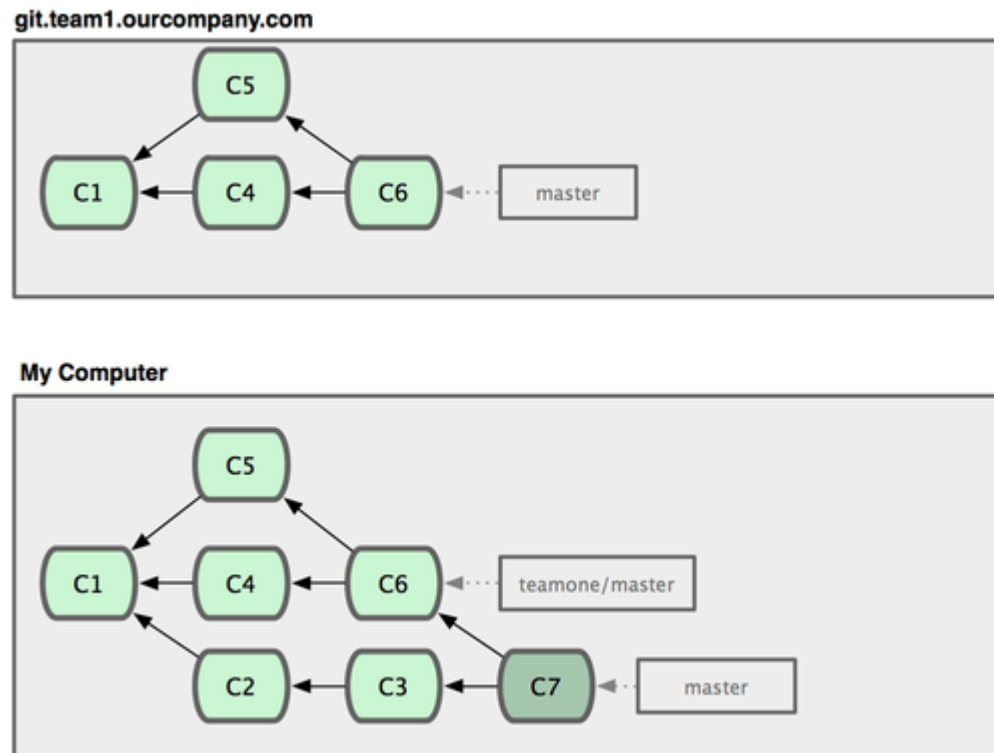 git.team1.ourcompany.com
C5
C1 C4 C6 master
My Computer
C5
C1 C4 C6 teamone/master
C2 C3 C7 master